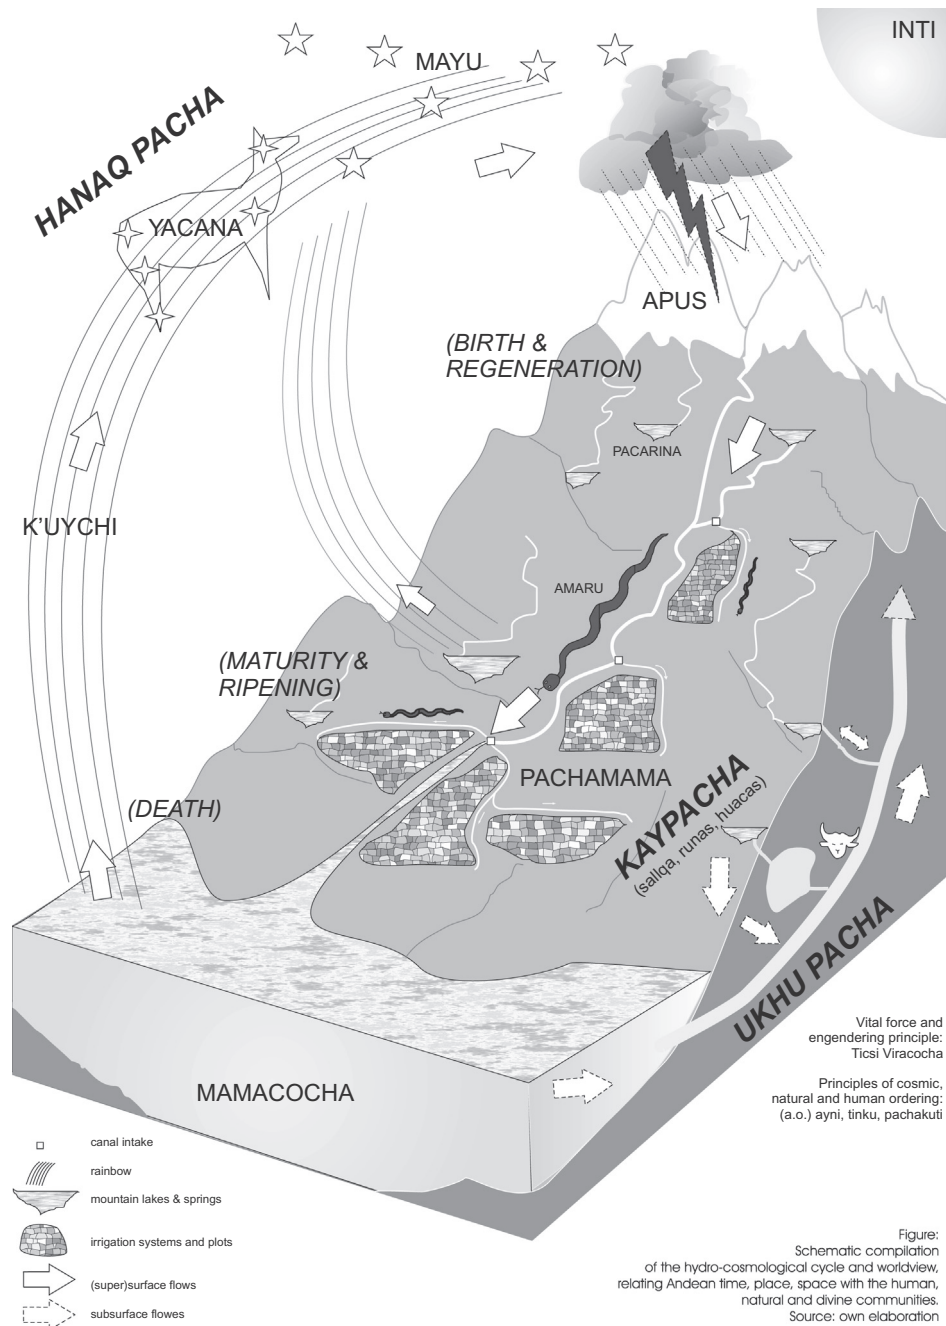 INTI
MAYU
HANAQ PACHA
YACANA
APUS
(BIRTH &
REGENERATION)
PACARINA
K'UYCHI
AMARU
(MATURITY &
RIPENING)
PACHAMAMA
KAYPACHA
(sallqa, runas, huacas)
(DEATH)
UKHU PACHA
MAMACOCHA
Vital force and
engendering principle:
Ticsi Viracocha
Principles of cosmic,
natural and human ordering:
(a.o.) ayni, tinku, pachakuti
canal intake
rainbow
mountain lakes & springs
irrigation systems and plots
(super)surface flows
subsurface flowes
Figure:
Schematic compilation
of the hydro-cosmological cycle and worldview,
relating Andean time, place, space with the human,
natural and divine communities.
Source: own elaboration